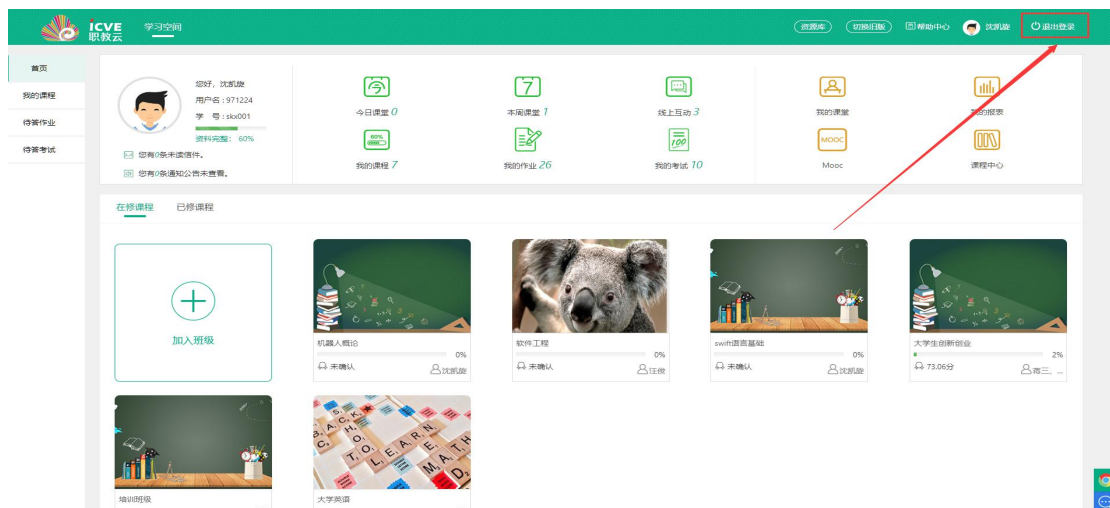 icve
职教云
学习空间
资源库
切换旧版
帮助中心
沈凯旋
退出登录
首页
我的课程
待答作业
待答考试
您好，沈凯旋
用户名：971224
学 号：skx001
资料完整： 60%
您有0条未读信件。
您有0条通知公告未查看。
今日课堂 0
7
本周课堂 1
线上互动 3
我的课堂
我的报表
60%
我的课程 7
我的作业 26
100
我的考试 10
MOOC
Mooc
课程中心
在修课程
已修课程
加入班级
机器人概论
0%
未确认
沈凯旋
软件工程
0%
未确认
汪俊
swift语言基础
0%
未确认
沈凯旋
大学生创新创业
2%
73.06分
蒋三、...
培训班级
大学英语
LEARN
MATH